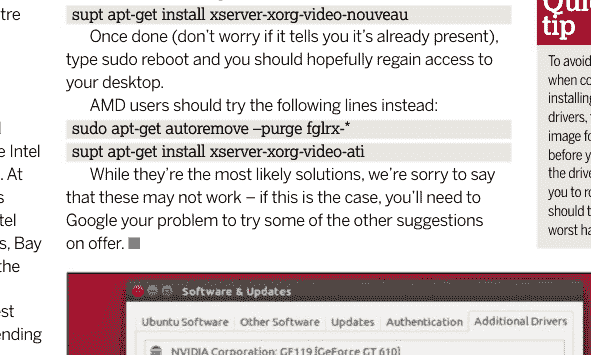 tre
supt apt-get install xserver-xorg-video-nouveau
Once done (don't worry if it tells you it's already present),
type sudo reboot and you should hopefully regain access to
your desktop.
AMD users should try the following lines instead:
sudo apt-get autoremove –purge fglrx-*
supt apt-get install xserver-xorg-video-ati
While they're the most likely solutions, we're sorry to say
that these may not work – if this is the case, you'll need to
Google your problem to try some of the other suggestions
on offer.
e Intel
. At
s
tel
s, Bay
the
est
ending
Quick
tip
To avoid
when co
installing
drivers,
image fo
before y
the drive
you to ro
should t
worst ha
Software & Updates
Ubuntu Software Other Software Updates Authentication Additional Drivers
NVIDIA Corporation: GF119 [GeForce GT 610]